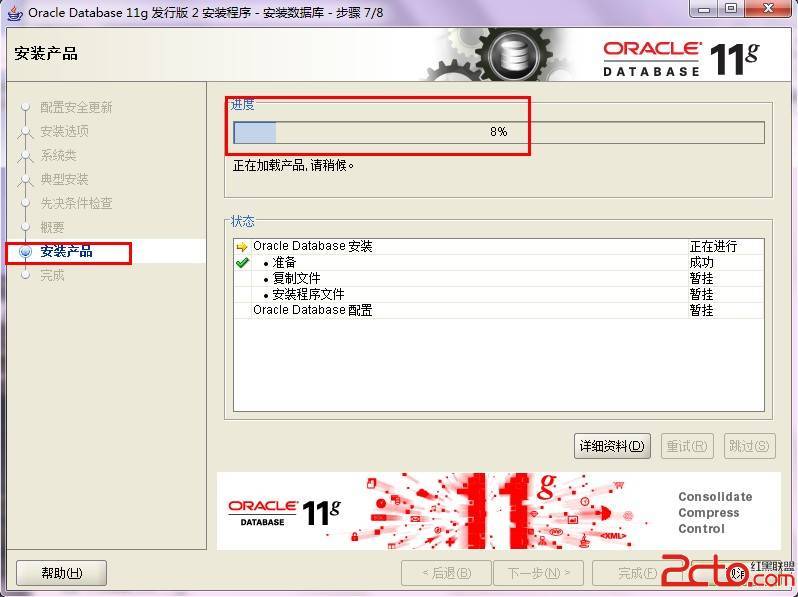 Oracle Database 11g 发行版 2 安装程序 - 安装数据库 - 步骤 7/8
安装产品
ORACLE
DATABASE 11g
配置安全更新
安装选项
系统类
典型安装
先决条件检查
概要
安装产品
完成
进度
8%
正在加载产品,请稍候。
状态
Oracle Database 安装 正在进行
• 准备 成功
• 复制文件 暂挂
• 安装程序文件 暂挂
Oracle Database 配置 暂挂
详细资料(D) 重试(R) 跳过(S)
ORACLE
DATABASE 11g
11g
<XML>
Consolidate
Compress
Control
帮助(H) < 后退(B) 下一步(N) > 完成(F)
2cto.com
红黑联盟